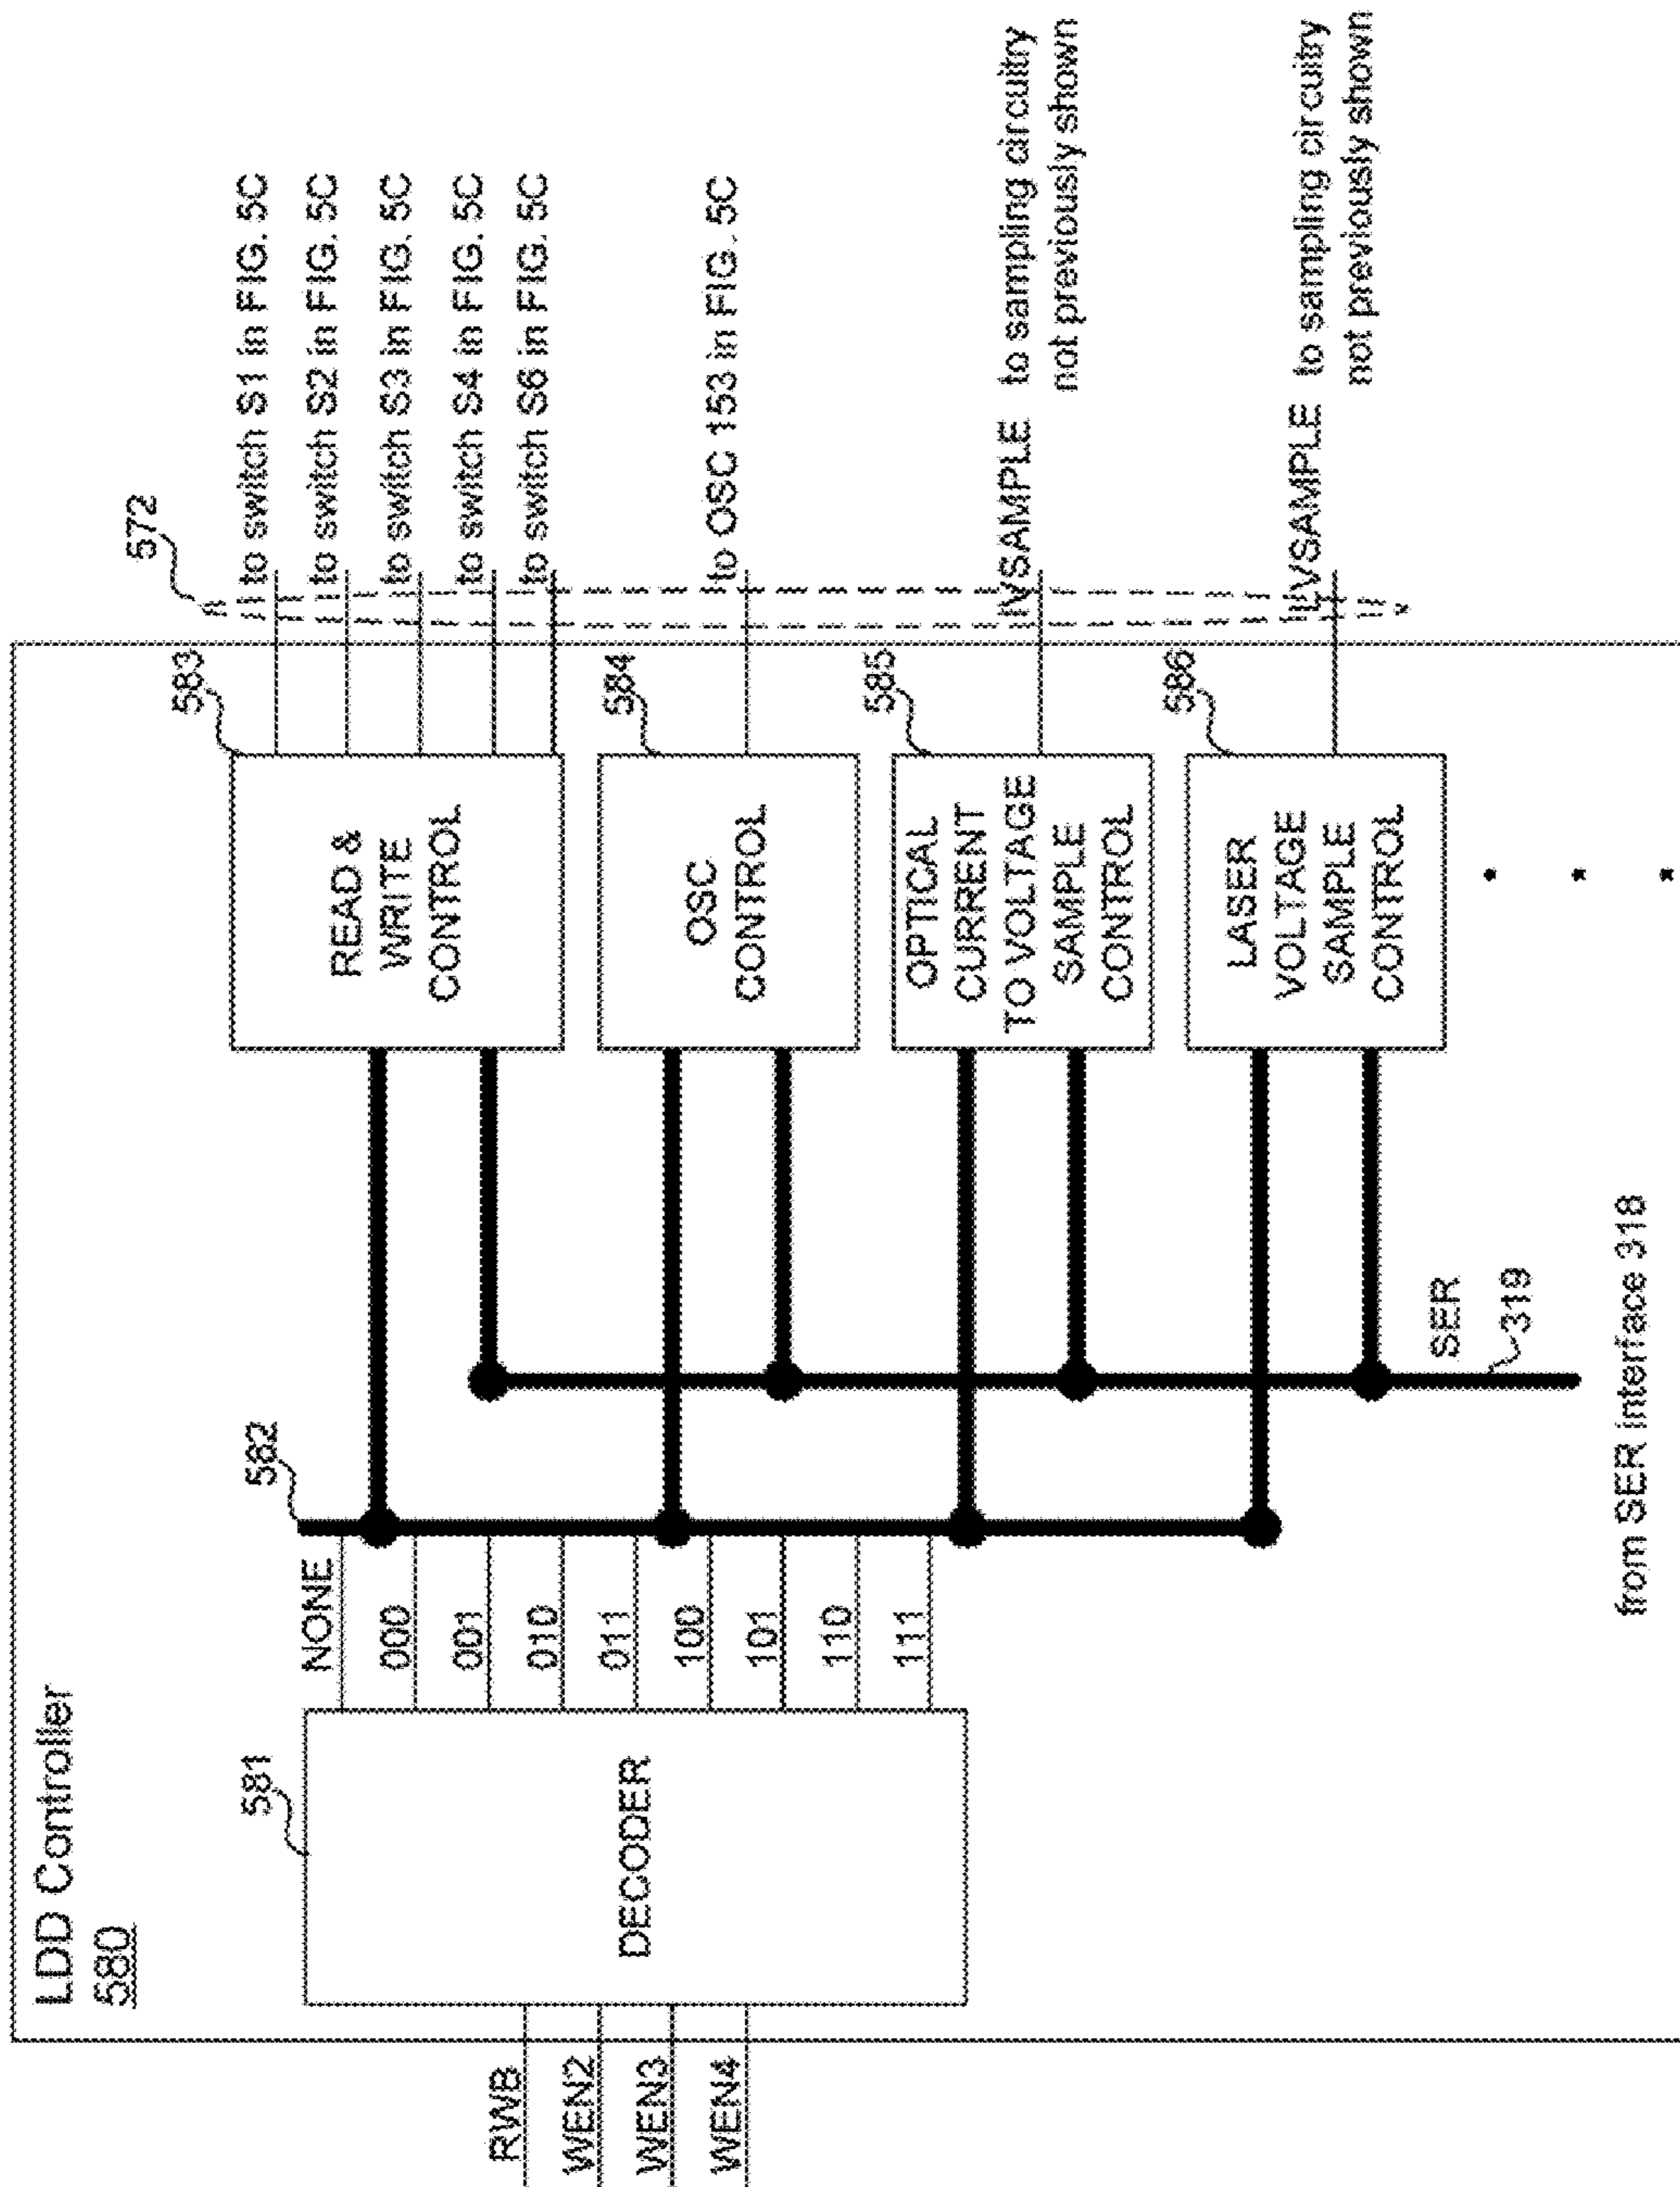 LDD Controller
580
RWB
WEN2
WEN3
WEN4
581
DECODER
NONE
000
001
010
011
100
101
110
111
582
583
READ &
WRITE
CONTROL
584
OSC
CONTROL
585
OPTICAL
CURRENT
TO VOLTAGE
SAMPLE
CONTROL
586
LASER
VOLTAGE
SAMPLE
CONTROL
SER
319
from SER interface 318
572
to switch S1 in FIG. 5C
to switch S2 in FIG. 5C
to switch S3 in FIG. 5C
to switch S4 in FIG. 5C
to switch S6 in FIG. 5C
to OSC 153 in FIG. 5C
to sampling circuitry
not previously shown
to sampling circuitry
not previously shown